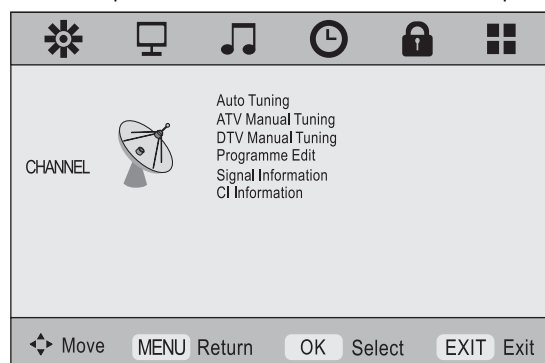 Auto Tuning
ATV Manual Tuning
DTV Manual Tuning
Programme Edit
Signal Information
CI Information
CHANNEL
Move MENU Return OK Select EXIT Exit